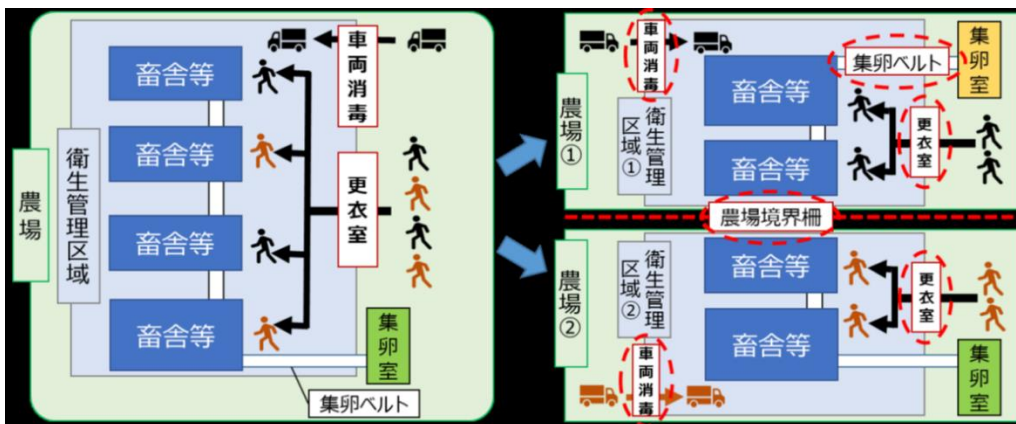 農場
衛生管理区域
畜舎等
畜舎等
畜舎等
畜舎等
車両消毒
更衣室
集卵室
集卵ベルト
農場①
衛生管理
区域①
車両消毒
畜舎等
畜舎等
集卵ベルト
集卵室
更衣室
農場境界柵
農場②
衛生管理
区域②
車両消毒
畜舎等
畜舎等
更衣室
集卵室